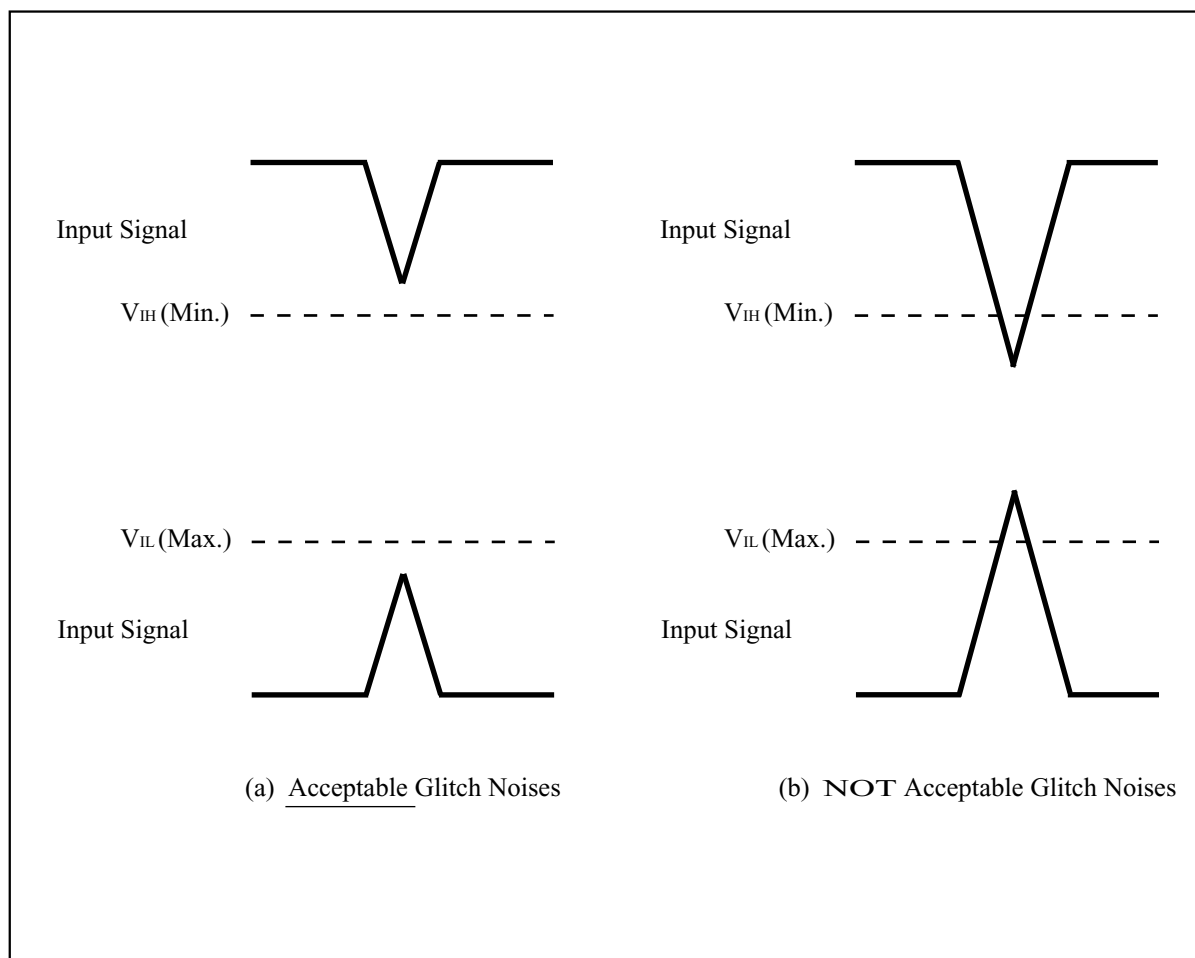 Input Signal
Input Signal
VIH (Min.)
VIH (Min.)
VIL (Max.)
VIL (Max.)
Input Signal
Input Signal
(a) Acceptable Glitch Noises
(b) NOT Acceptable Glitch Noises